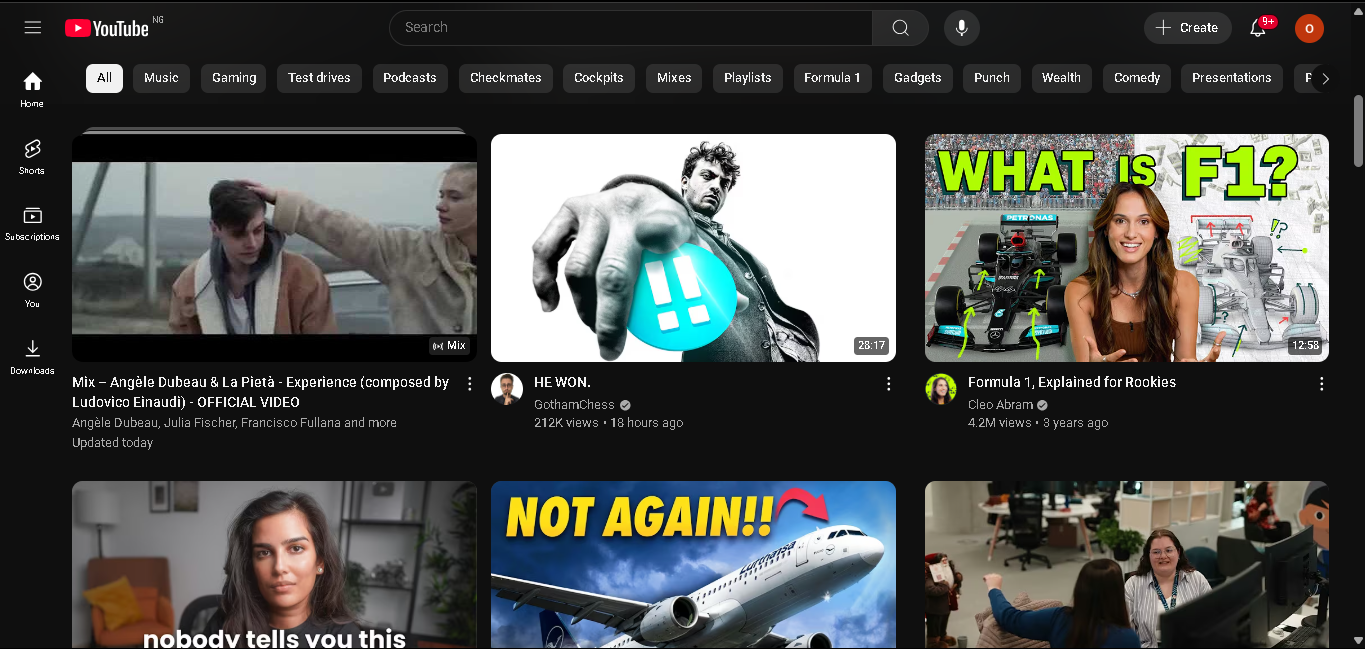 YouTube NG
Search
Create
9+
O
All Music Gaming Test drives Podcasts Checkmates Cockpits Mixes Playlists Formula 1 Gadgets Punch Wealth Comedy Presentations
Home
Shorts
Subscriptions
You
Downloads
Mix
Mix – Angèle Dubeau & La Pietà - Experience (composed by
Ludovico Einaudi) - OFFICIAL VIDEO
Angèle Dubeau, Julia Fischer, Francisco Fullana and more
Updated today
!!
28:17
HE WON.
GothamChess
212K views • 18 hours ago
WHAT IS F1?
PETRONAS
!?
?
12:58
Formula 1, Explained for Rookies
Cleo Abram
4.2M views • 3 years ago
nobody tells you this
NOT AGAIN!!
Lufthansa